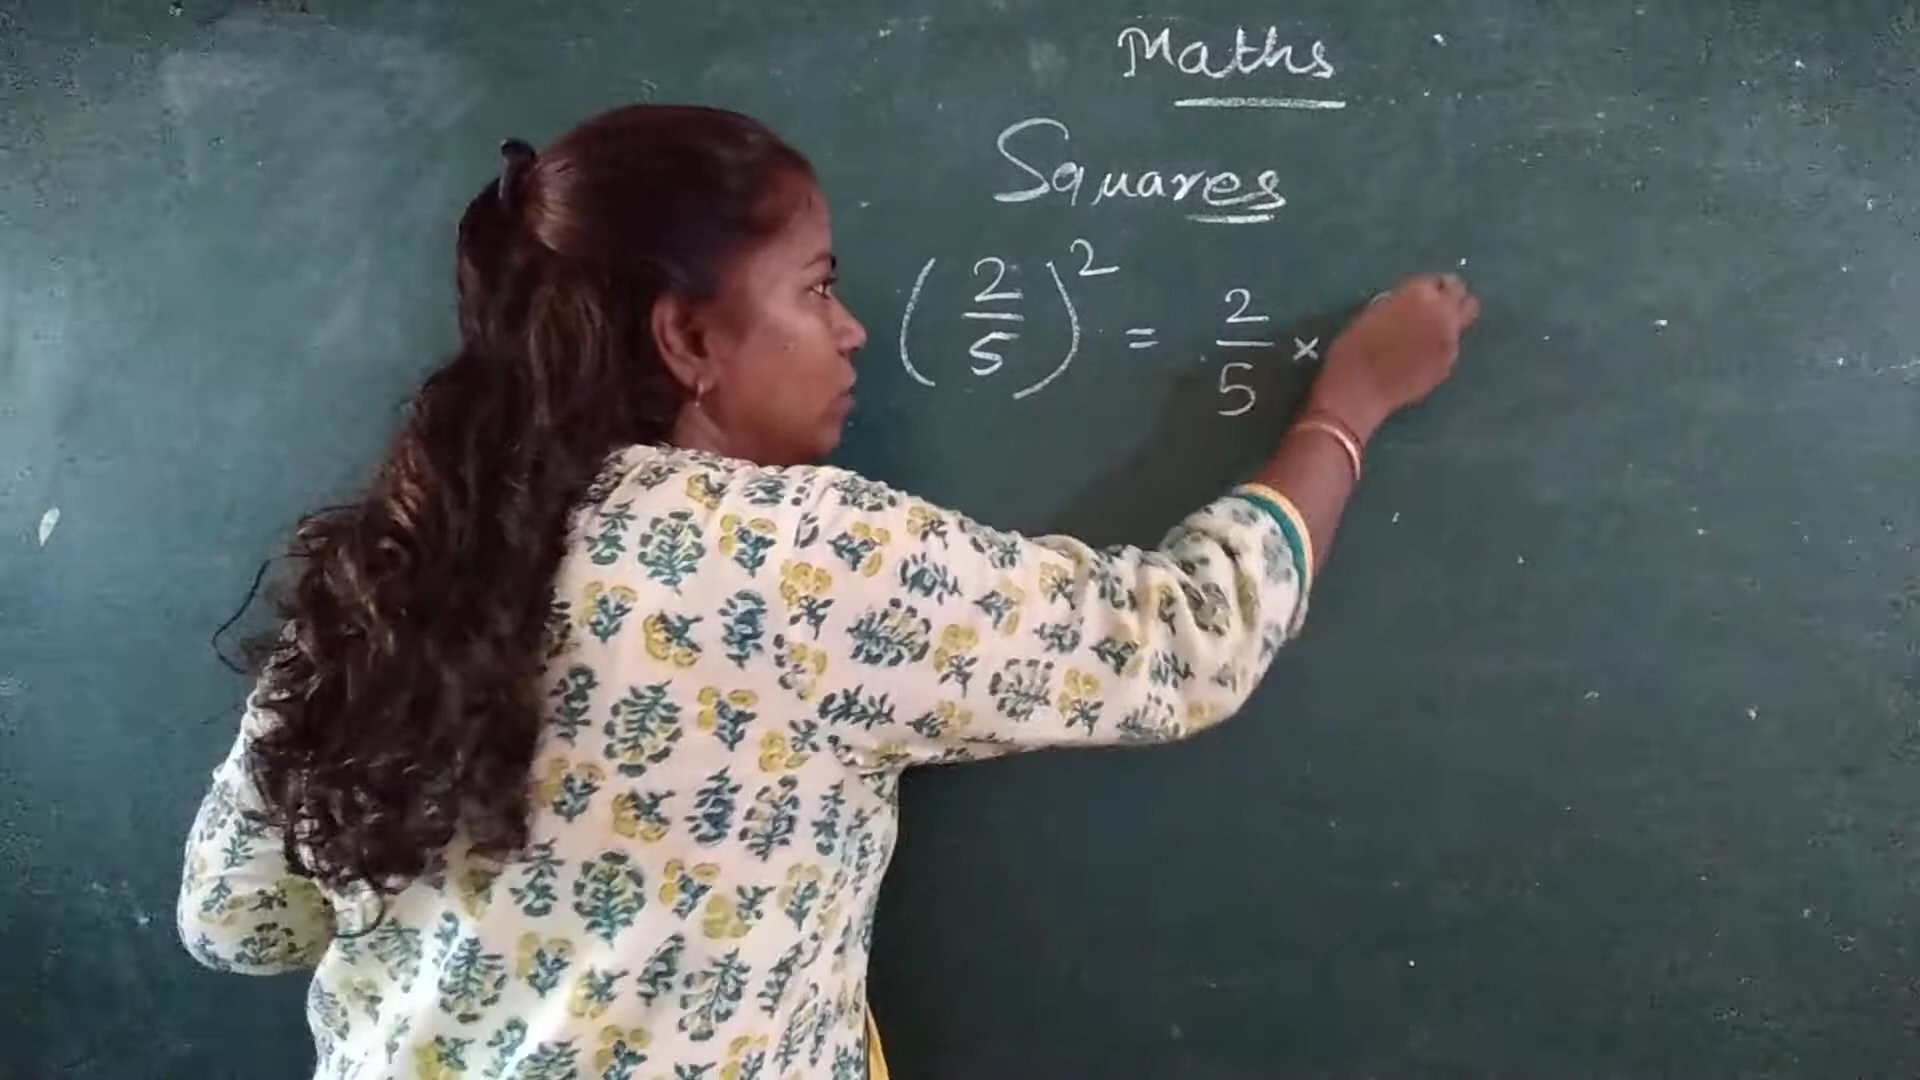 Maths
Squares
(2/5)² = 2/5 ×